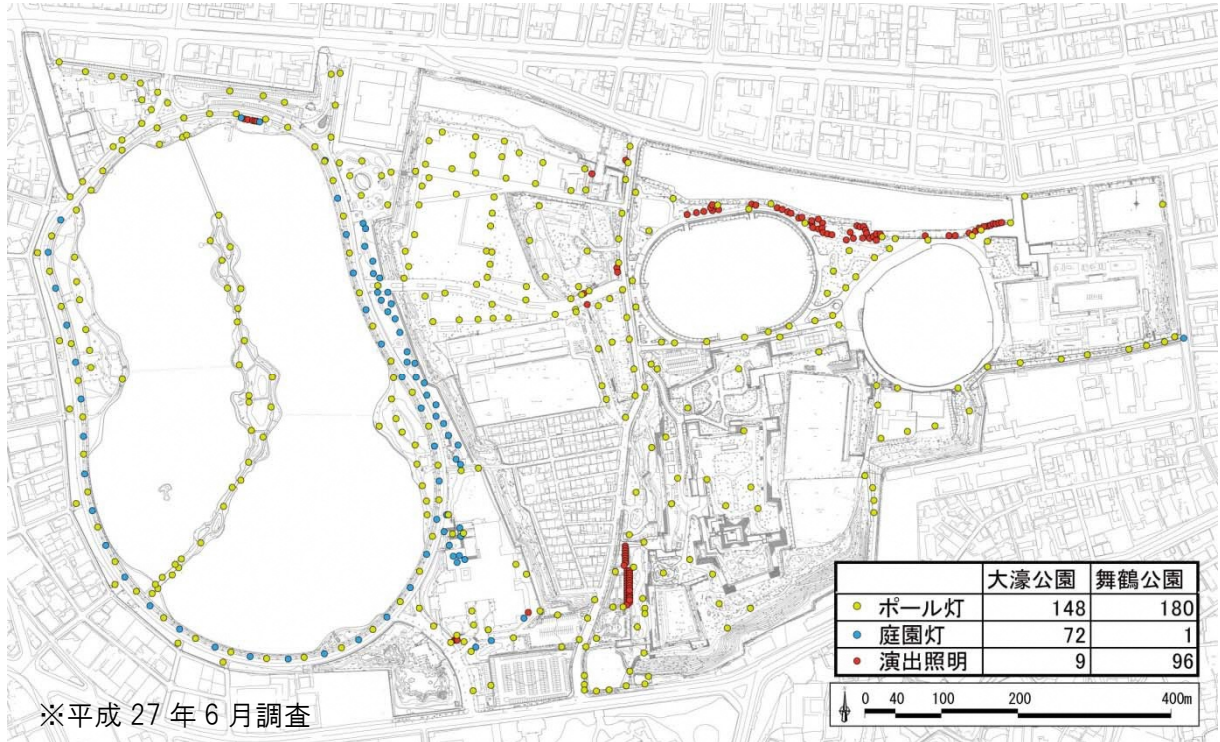 大濠公園 舞鶴公園
ポール灯 148 180
庭園灯 72 1
演出照明 9 96
0 40 100 200 400m
※平成 27 年 6 月調査